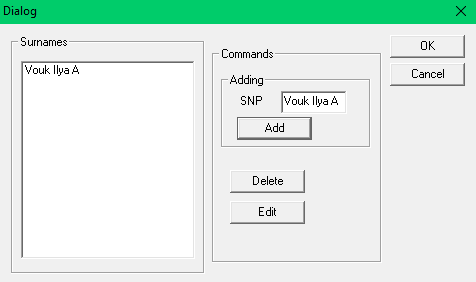 Dialog
Surnames
Vouk Ilya A
Commands
Adding
SNP
Vouk Ilya A
Add
Delete
Edit
OK
Cancel